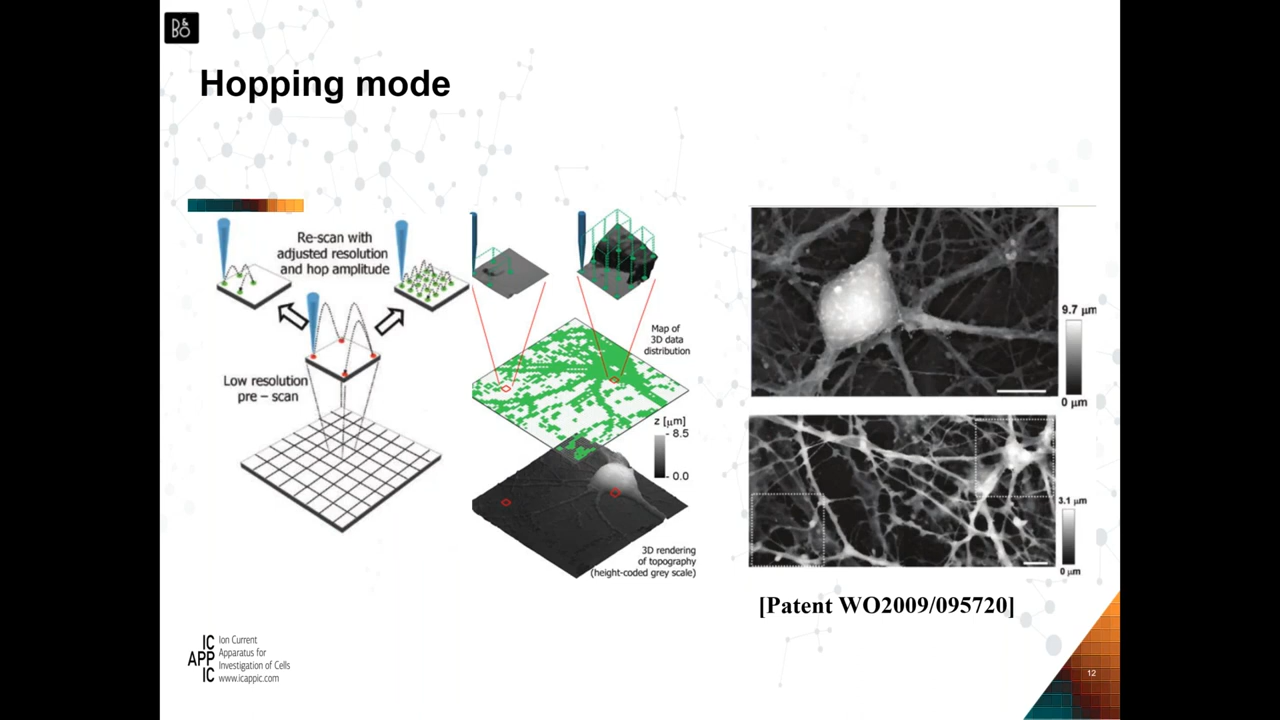 B&
O
Hopping mode
Re-scan with
adjusted resolution
and hop amplitude
Low resolution
pre – scan
Map of
3D data
distribution
z [µm]
8.5
0.0
3D rendering
of topography
(height-coded grey scale)
9.7 µm
0 µm
3.1 µm
0 µm
[Patent WO2009/095720]
IC
APP
IC
Ion Current
Apparatus for
Investigation of Cells
www.icappic.com
12